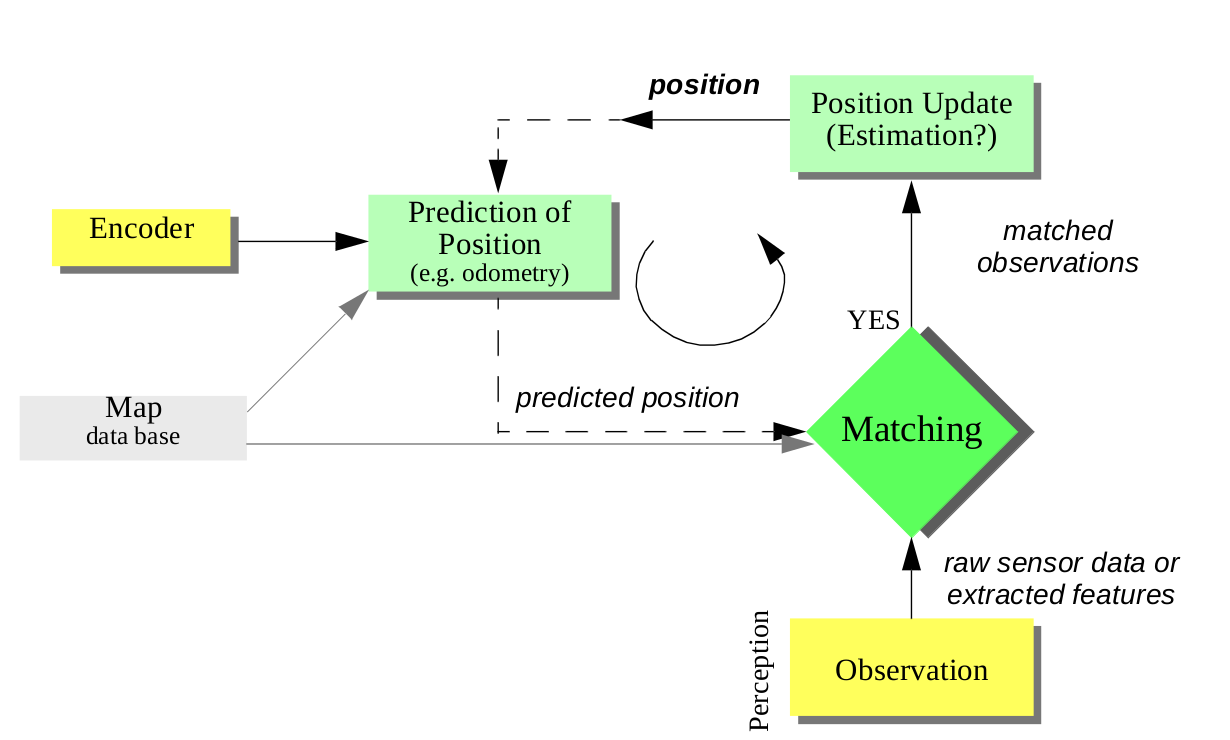 position
Position Update
(Estimation?)
Encoder
Prediction of
Position
(e.g. odometry)
matched
observations
YES
Map
data base
predicted position
Matching
raw sensor data or
extracted features
Perception
Observation